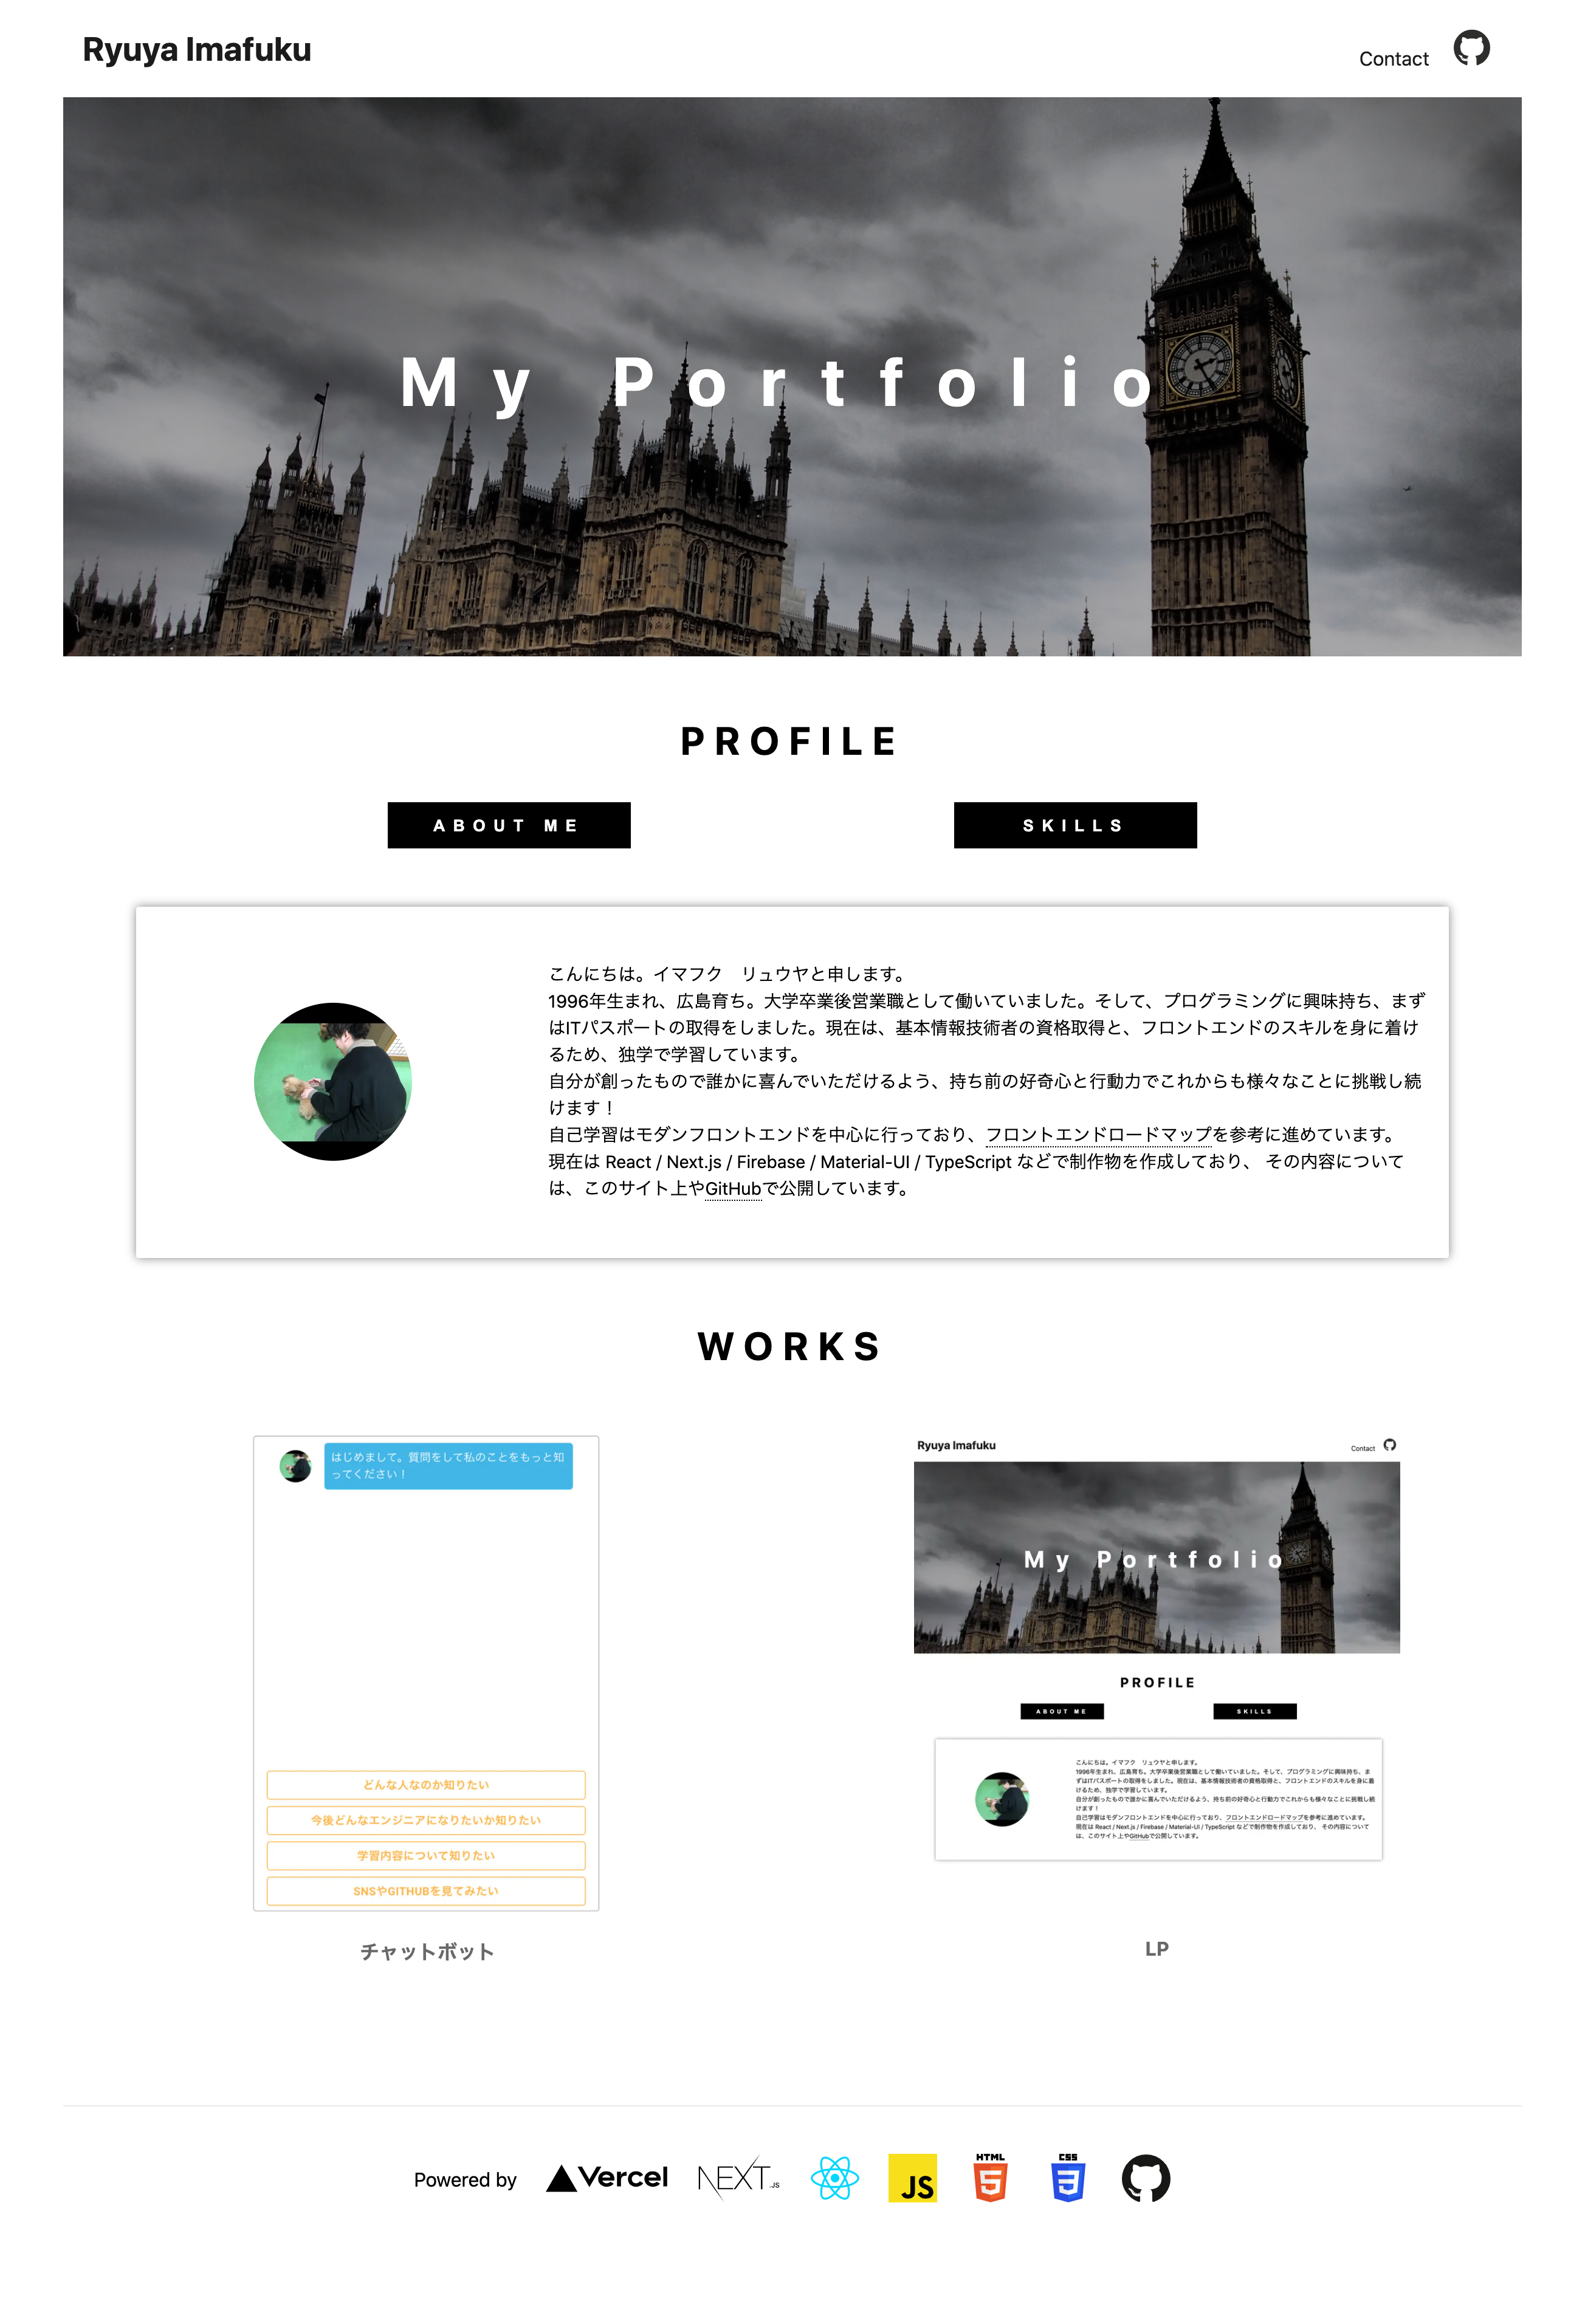 Ryuya Imafuku
Contact
My Portfolio
PROFILE
ABOUT ME
SKILLS
こんにちは。イマフク　リュウヤと申します。
1996年生まれ、広島育ち。大学卒業後営業職として働いていました。そして、プログラミングに興味持ち、まず
はITパスポートの取得をしました。現在は、基本情報技術者の資格取得と、フロントエンドのスキルを身に着け
るため、独学で学習しています。
自分が創ったもので誰かに喜んでいただけるよう、持ち前の好奇心と行動力でこれからも様々なことに挑戦し続
けます！
自己学習はモダンフロントエンドを中心に行っており、フロントエンドロードマップを参考に進めています。
現在は React / Next.js / Firebase / Material-UI / TypeScript などで制作物を作成しており、 その内容について
は、このサイト上やGitHubで公開しています。
WORKS
はじめまして。質問をして私のことをもっと知
ってください！
どんな人なのか知りたい
今後どんなエンジニアになりたいか知りたい
学習内容について知りたい
SNSやGITHUBを見てみたい
チャットボット
Ryuya Imafuku
Contact
My Portfolio
PROFILE
ABOUT ME
SKILLS
こんにちは。イマフク　リュウヤと申します。
1996年生まれ、広島育ち。大学卒業後営業職として働いていました。そして、プログラミングに興味持ち、ま
ずはITパスポートの取得をしました。現在は、基本情報技術者の資格取得と、フロントエンドのスキルを身に着
けるため、独学で学習しています。
自分が創ったもので誰かに喜んでいただけるよう、持ち前の好奇心と行動力でこれからも様々なことに挑戦し続
けます！
自己学習はモダンフロントエンドを中心に行っており、フロントエンドロードマップを参考に進めています。
現在は React / Next.js / Firebase / Material-UI / TypeScript などで制作物を作成しており、 その内容について
は、このサイト上やGitHubで公開しています。
LP
Powered by
Vercel
NEXT.JS
JS
HTML
5
CSS
3